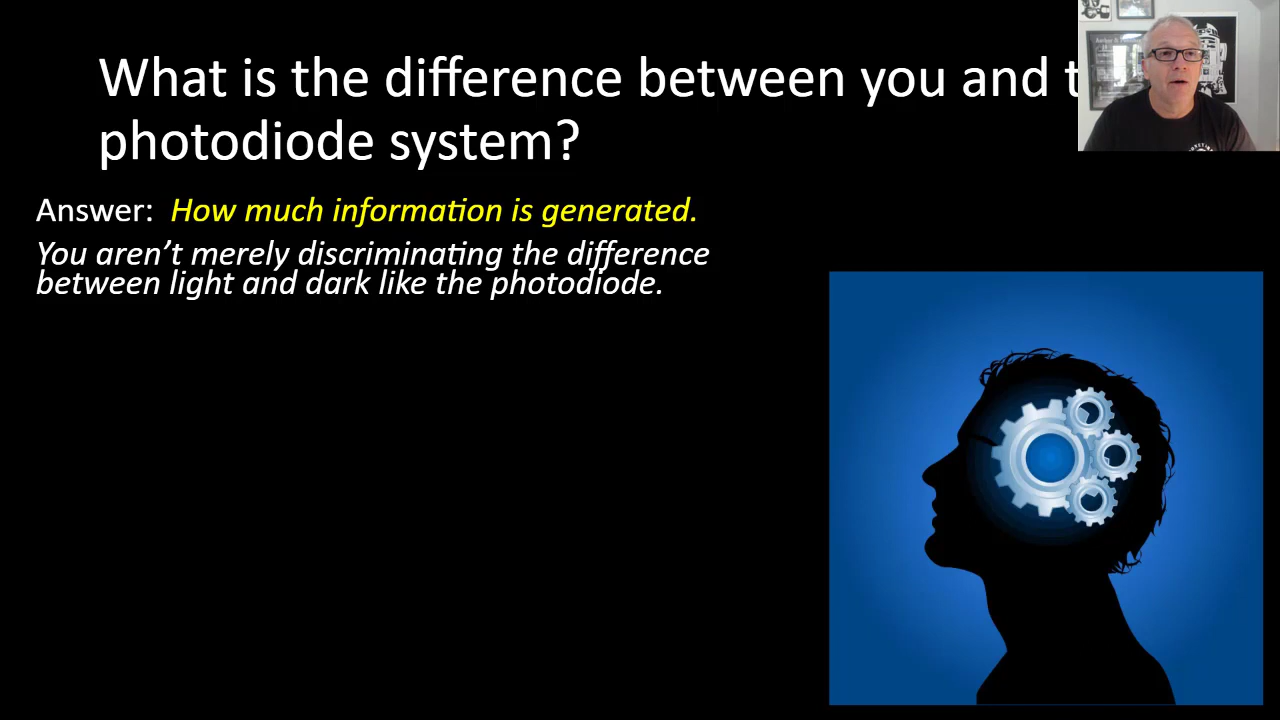 What is the difference between you and t
photodiode system?
Answer: How much information is generated.
You aren't merely discriminating the difference
between light and dark like the photodiode.